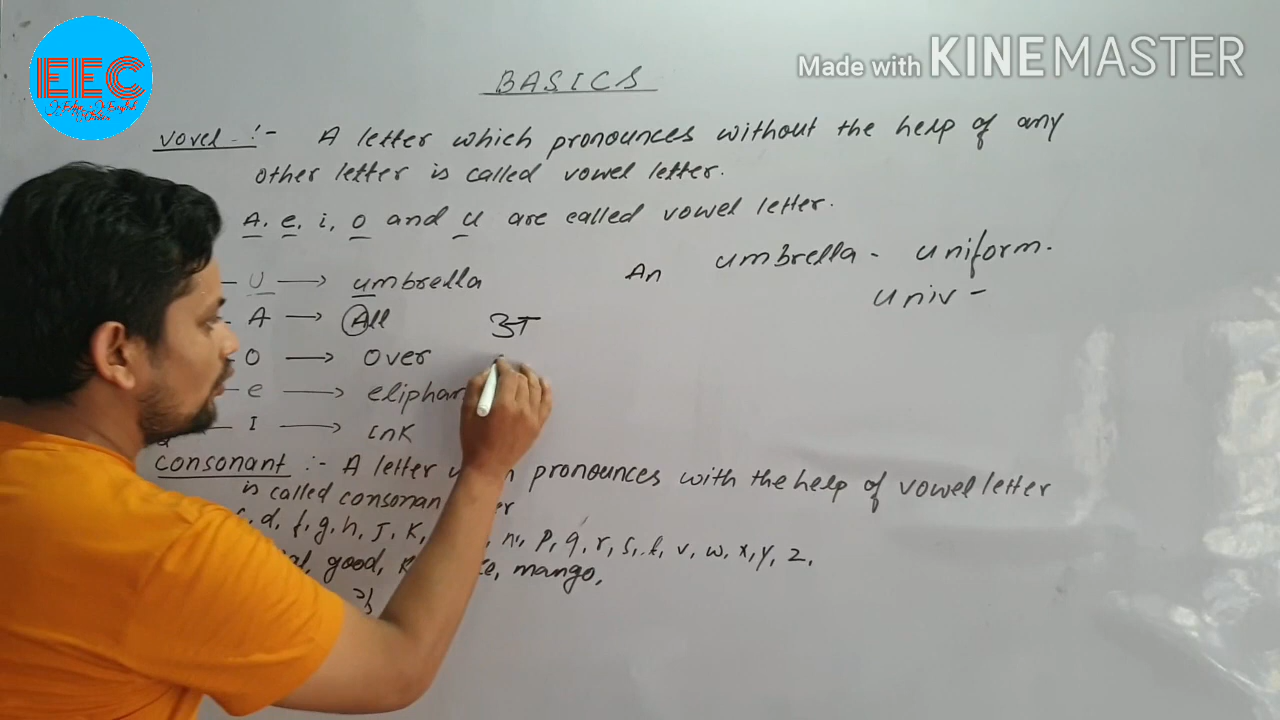 EEC
Made with KINEMASTER
BASICS
vovel :- A letter which pronounces without the help of any
other letter is called vowel letter.
A, e, i, o and u are called vowel letter.
U → umbrella
An umbrella - uniform.
univ -
A → All
अ
O → over
e → elephan
I → ink
consonant :- A letter pronounces with the help of vowel letter
is called consonan
d, f, g, h, J, K, n, p, q, r, s, t, v, w, x, y, z.
good, mango,